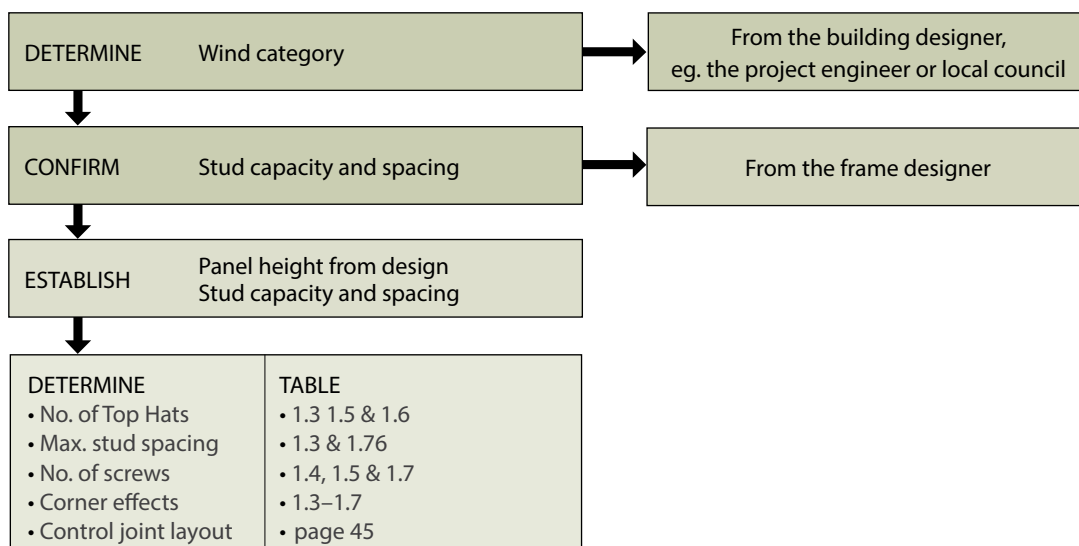 DETERMINE Wind category
From the building designer,
eg. the project engineer or local council
CONFIRM Stud capacity and spacing
From the frame designer
ESTABLISH Panel height from design
Stud capacity and spacing
DETERMINE TABLE
• No. of Top Hats • 1.3 1.5 & 1.6
• Max. stud spacing • 1.3 & 1.76
• No. of screws • 1.4, 1.5 & 1.7
• Corner effects • 1.3–1.7
• Control joint layout • page 45